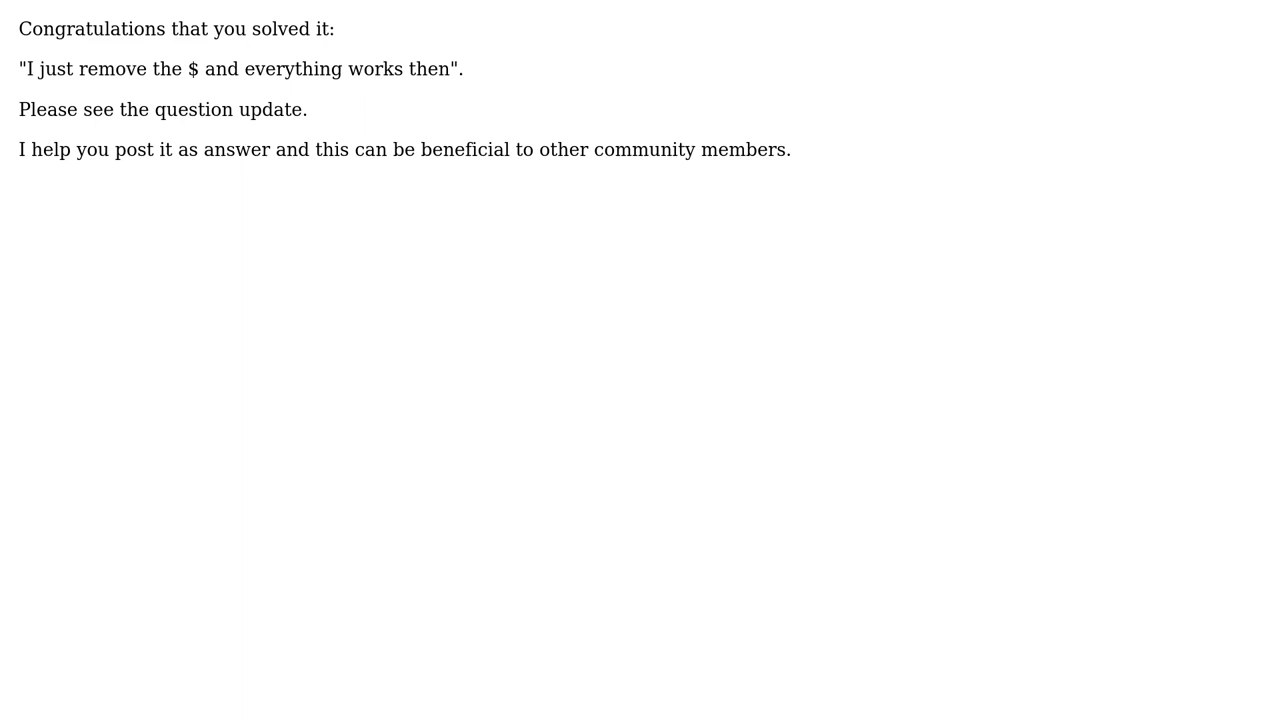 Congratulations that you solved it:
"I just remove the $ and everything works then".
Please see the question update.
I help you post it as answer and this can be beneficial to other community members.